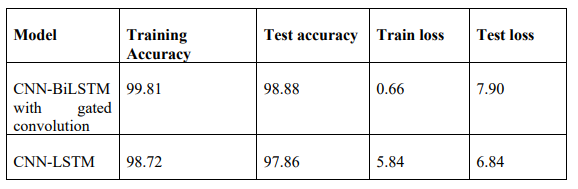 Model Training Accuracy Test accuracy Train loss Test loss
CNN-BiLSTM with gated convolution 99.81 98.88 0.66 7.90
CNN-LSTM 98.72 97.86 5.84 6.84